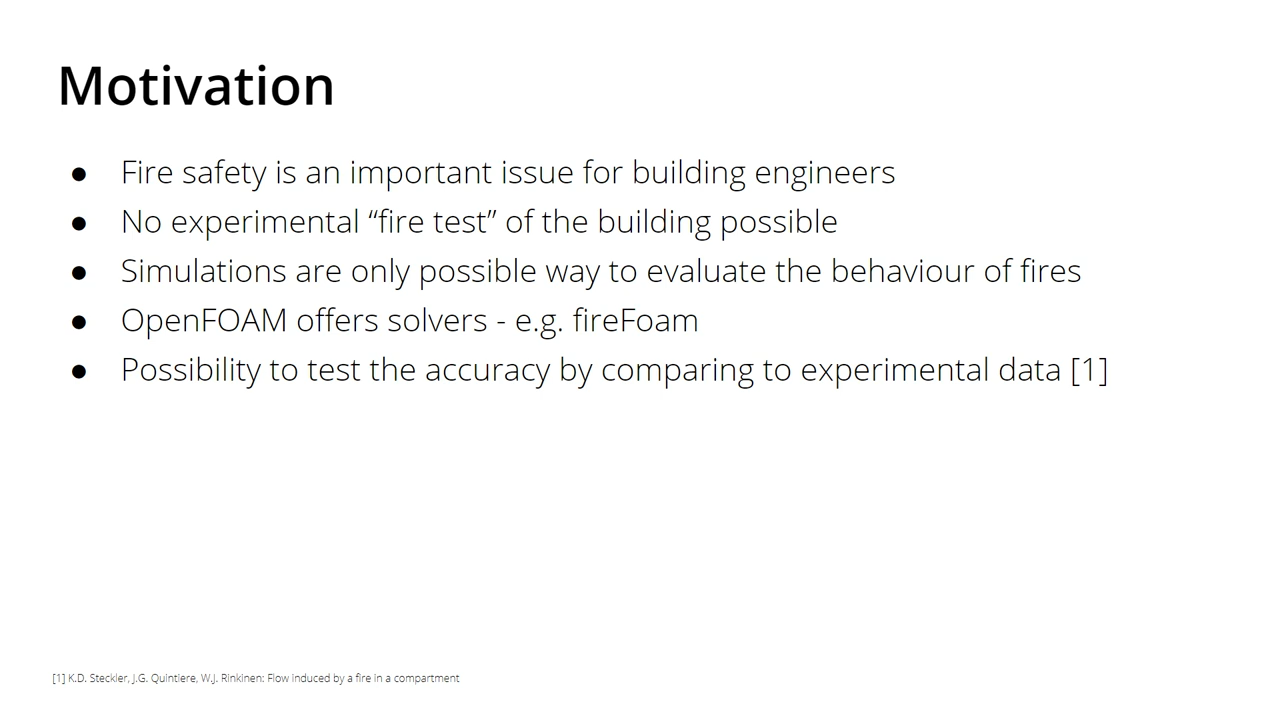 Motivation
● Fire safety is an important issue for building engineers
● No experimental “fire test” of the building possible
● Simulations are only possible way to evaluate the behaviour of fires
● OpenFOAM offers solvers - e.g. fireFoam
● Possibility to test the accuracy by comparing to experimental data [1]
[1] K.D. Steckler, J.G. Quintiere, W.J. Rinkinen: Flow induced by a fire in a compartment